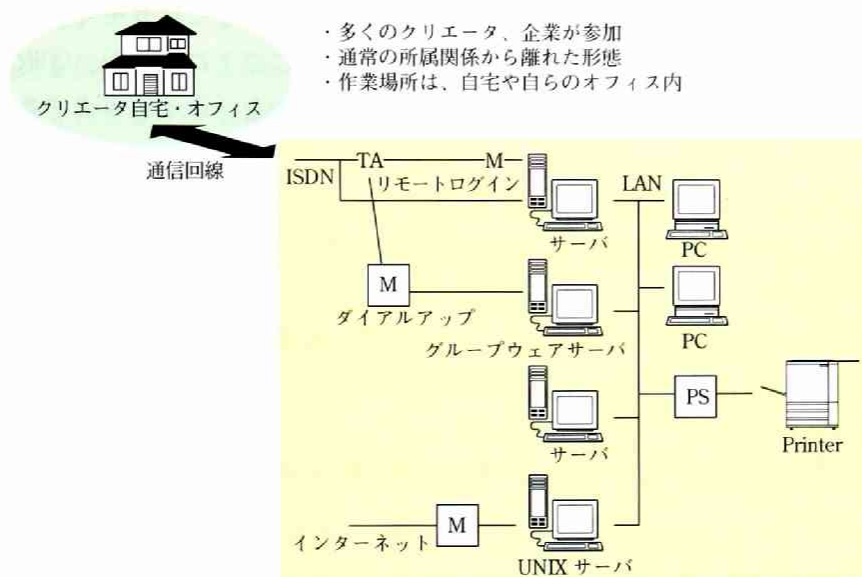 ・多くのクリエータ、企業が参加
・通常の所属関係から離れた形態
・作業場所は、自宅や自らのオフィス内
クリエータ自宅・オフィス
通信回線
TA
M
ISDN
リモートログイン
LAN
サーバ
PC
M
ダイアルアップ
グループウェアサーバ
PC
PS
サーバ
Printer
M
インターネット
UNIX サーバ